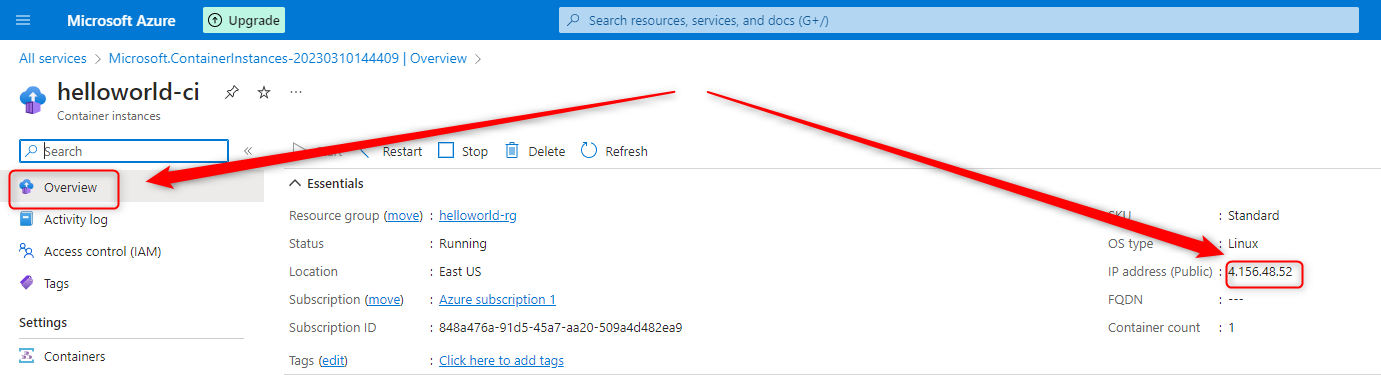 Microsoft Azure
Upgrade
Search resources, services, and docs (G+/)
All services > Microsoft.ContainerInstances-20230310144409 | Overview >
helloworld-ci
Container instances
Search
Restart
Stop
Delete
Refresh
Overview
Activity log
Access control (IAM)
Tags
Settings
Containers
Essentials
Resource group (move) : helloworld-rg
Status : Running
Location : East US
Subscription (move) : Azure subscription 1
Subscription ID : 848a476a-91d5-45a7-aa20-509a4d482ea9
Tags (edit) : Click here to add tags
SKU : Standard
OS type : Linux
IP address (Public) : 4.156.48.52
FQDN : ---
Container count : 1